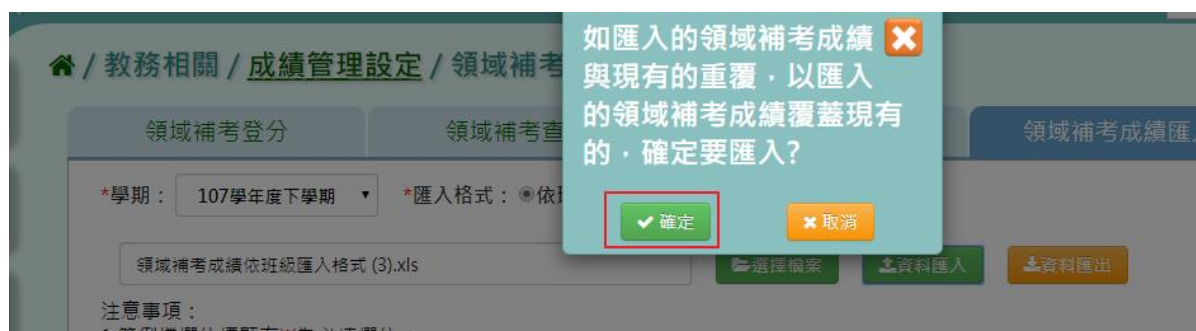 如匯入的領域補考成績
與現有的重覆，以匯入
的領域補考成績覆蓋現有
的，確定要匯入?
確定
取消
/ 教務相關 / 成績管理設定 / 領域補考
領域補考登分
領域補考查
領域補考成績匯
*學期：
107學年度下學期
*匯入格式：
依班
領域補考成績依班級匯入格式 (3).xls
選擇檔案
資料匯入
資料匯出
注意事項：